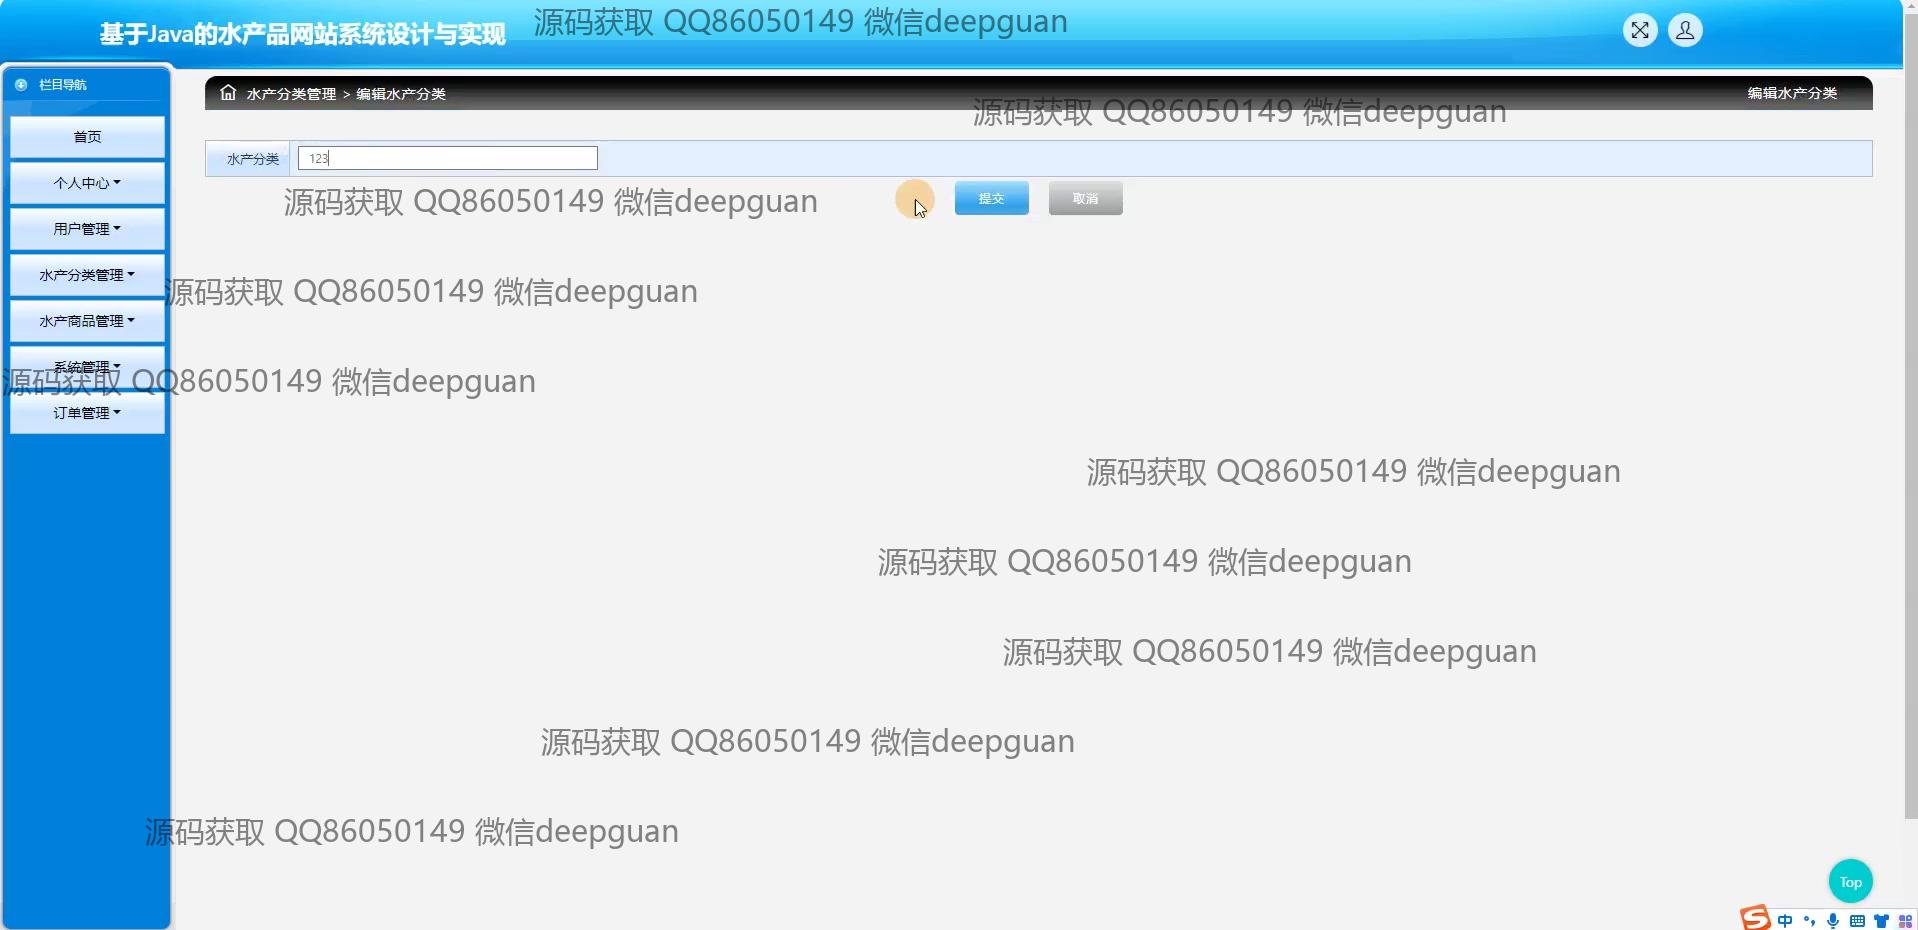 基于Java的水产品网站系统设计与实现
源码获取 QQ86050149 微信deepguan
栏目导航
水产分类管理 > 编辑水产分类
编辑水产分类
源码获取 QQ86050149 微信deepguan
首页
水产分类
123
个人中心
源码获取 QQ86050149 微信deepguan
提交
取消
用户管理
水产分类管理
源码获取 QQ86050149 微信deepguan
水产商品管理
系统管理
源码获取 QQ86050149 微信deepguan
订单管理
源码获取 QQ86050149 微信deepguan
源码获取 QQ86050149 微信deepguan
源码获取 QQ86050149 微信deepguan
源码获取 QQ86050149 微信deepguan
源码获取 QQ86050149 微信deepguan
Top
中